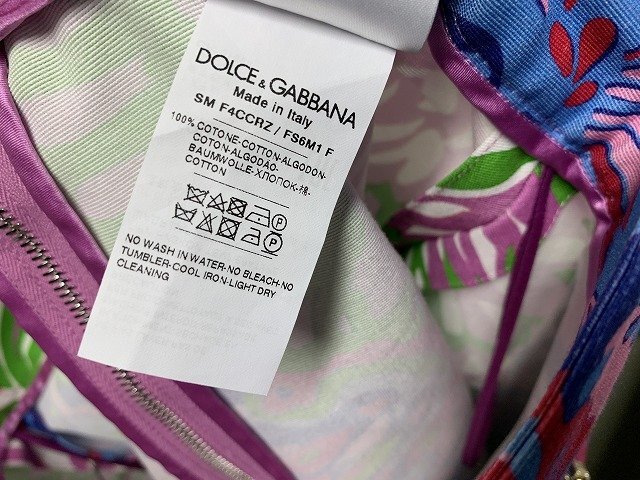 DOLCE & GABBANA
Made in Italy
SM F4CCRZ / FS6M1 F
100% COTONE-COTTON-ALGODON-
COTON-ALGODÃO-
BAUMWOLLE-ΧΛΟΠΟΚ-棉-
COTTON
P
P
NO WASH IN WATER-NO BLEACH-NO
TUMBLER-COOL IRON-LIGHT DRY
CLEANING